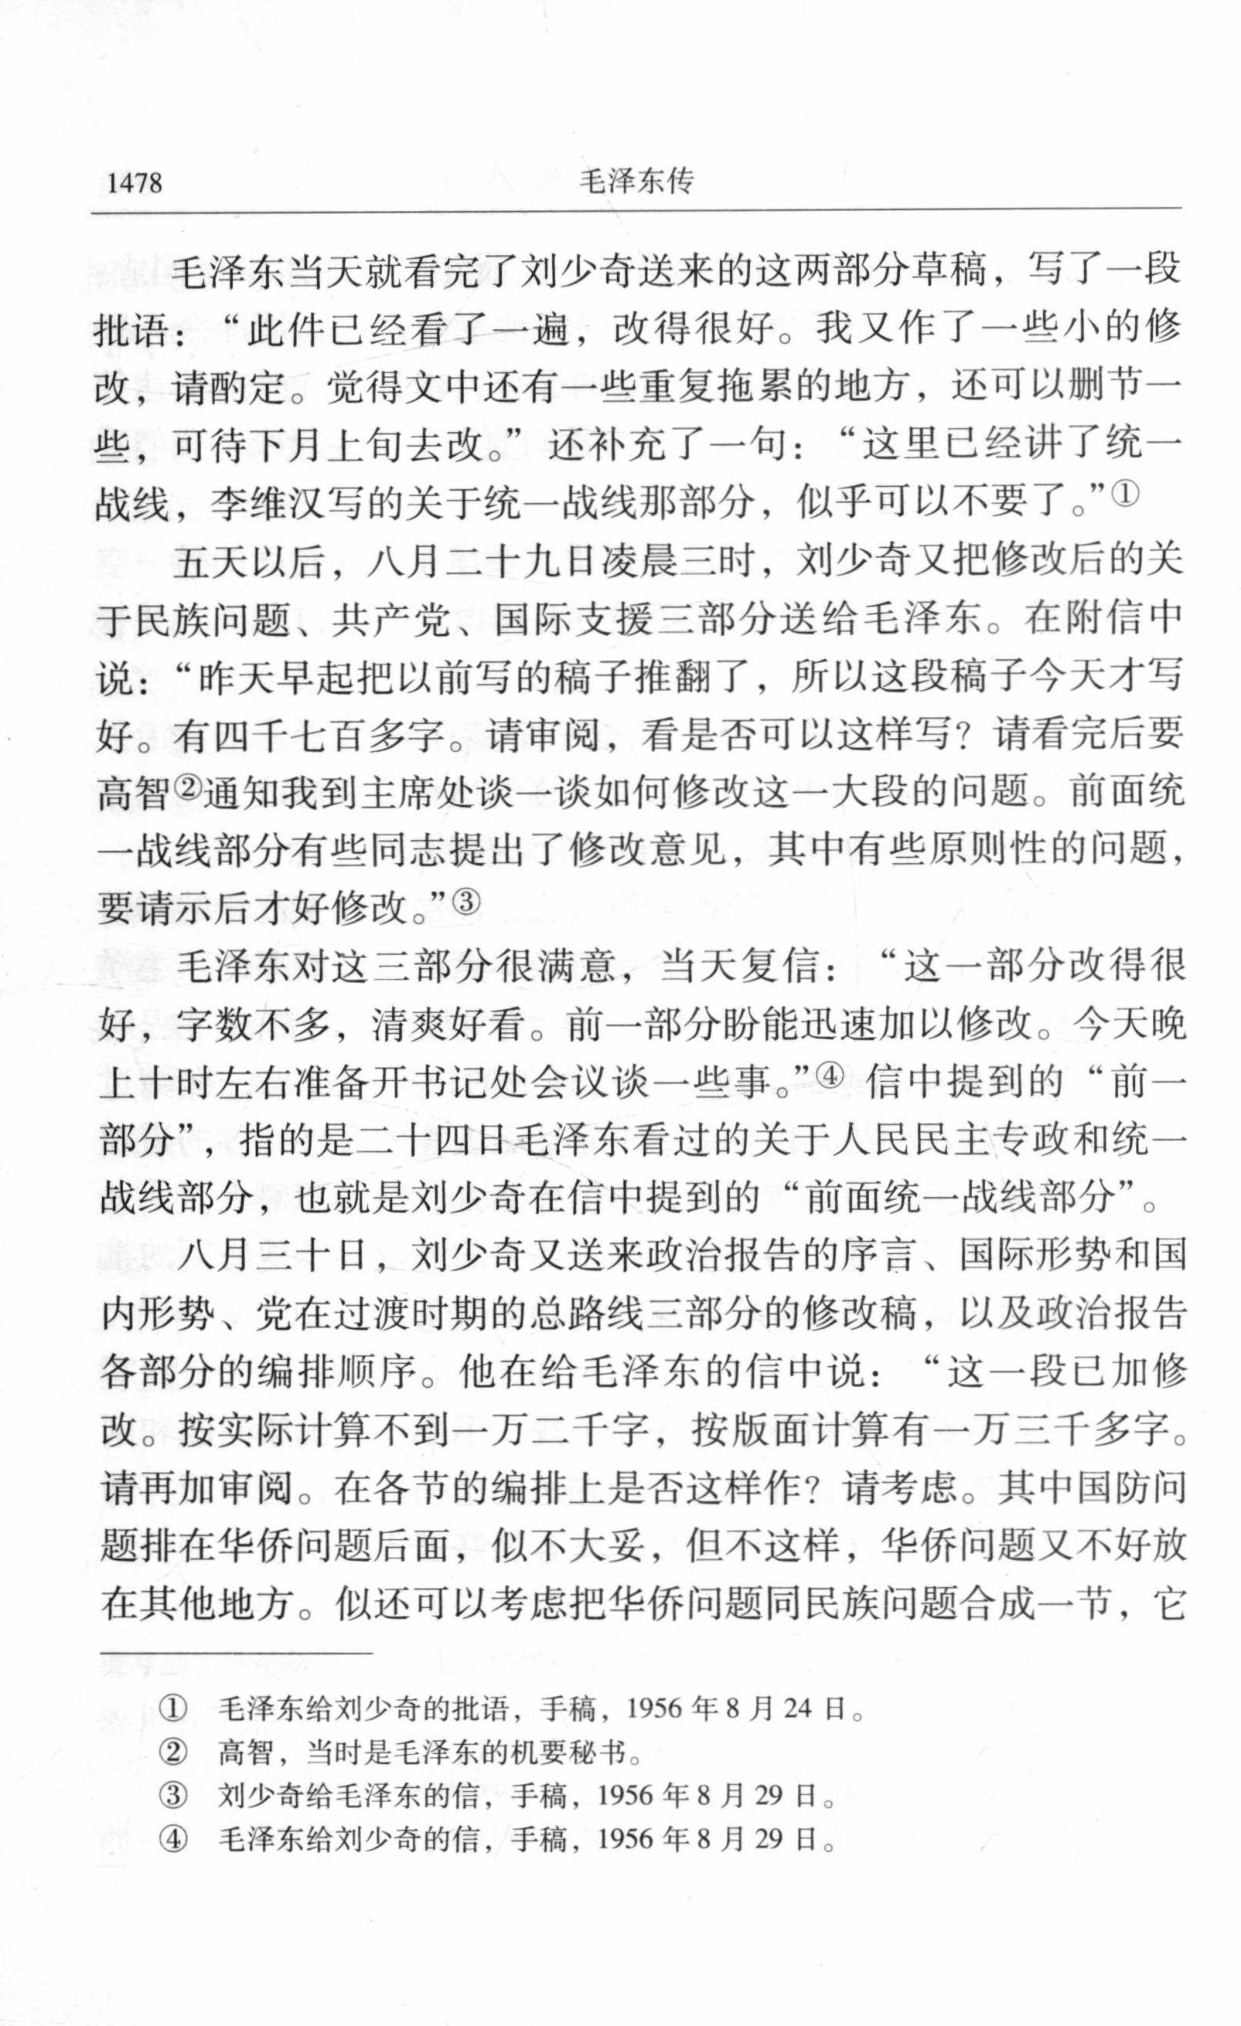 1478
毛泽东传
毛泽东当天就看完了刘少奇送来的这两部分草稿，写了一段
批语：“此件已经看了一遍，改得很好。我又作了一些小的修
改，请酌定。觉得文中还有一些重复拖累的地方，还可以删节一
些，可待下月上旬去改。”还补充了一句：“这里已经讲了统一
战线，李维汉写的关于统一战线那部分，似乎可以不要了。”①
五天以后，八月二十九日凌晨三时，刘少奇又把修改后的关
于民族问题、共产党、国际支援三部分送给毛泽东。在附信中
说：“昨天早起把以前写的稿子推翻了，所以这段稿子今天才写
好。有四千七百多字。请审阅，看是否可以这样写？请看完后要
高智②通知我到主席处谈一谈如何修改这一大段的问题。前面统
一战线部分有些同志提出了修改意见，其中有些原则性的问题，
要请示后才好修改。”③
毛泽东对这三部分很满意，当天复信：“这一部分改得很
好，字数不多，清爽好看。前一部分盼能迅速加以修改。今天晚
上十时左右准备开书记处会议谈一些事。”④信中提到的“前一
部分”，指的是二十四日毛泽东看过的关于人民民主专政和统一
战线部分，也就是刘少奇在信中提到的“前面统一战线部分”。
八月三十日，刘少奇又送来政治报告的序言、国际形势和国
内形势、党在过渡时期的总路线三部分的修改稿，以及政治报告
各部分的编排顺序。他在给毛泽东的信中说：“这一段已加修
改。按实际计算不到一万二千字，按版面计算有一万三千多字。
请再加审阅。在各节的编排上是否这样作？请考虑。其中国防问
题排在华侨问题后面，似不大妥，但不这样，华侨问题又不好放
在其他地方。似还可以考虑把华侨问题同民族问题合成一节，它
① 毛泽东给刘少奇的批语，手稿，1956年8月24日。
② 高智，当时是毛泽东的机要秘书。
③ 刘少奇给毛泽东的信，手稿，1956年8月29日。
④ 毛泽东给刘少奇的信，手稿，1956年8月29日。